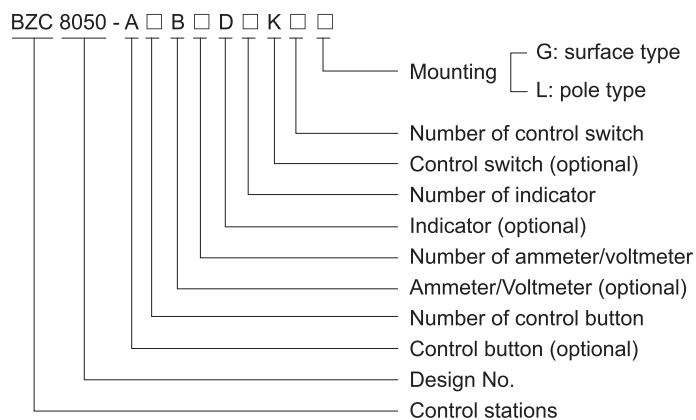 BZC 8050 - A □ B □ D □ K □ □
G: surface type
Mounting
L: pole type
Number of control switch
Control switch (optional)
Number of indicator
Indicator (optional)
Number of ammeter/voltmeter
Ammeter/Voltmeter (optional)
Number of control button
Control button (optional)
Design No.
Control stations